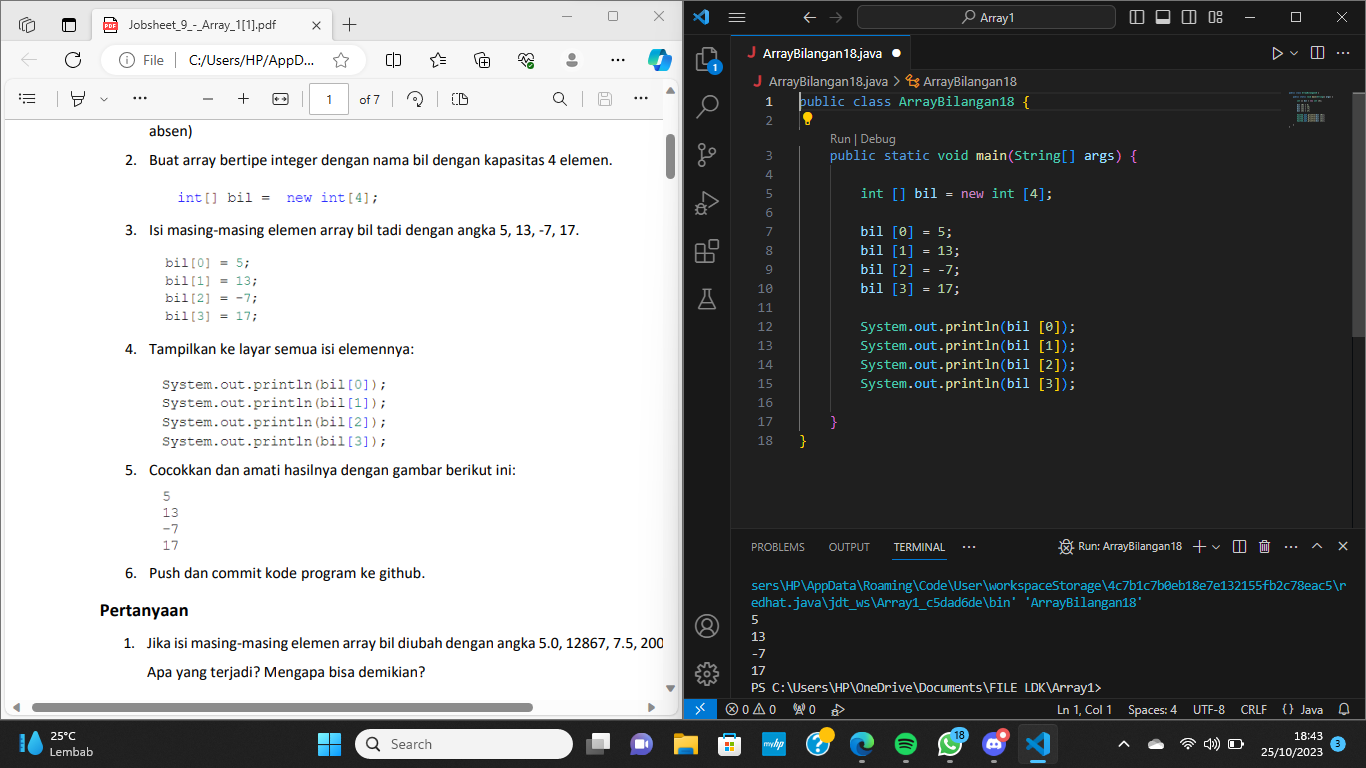 Jobsheet_9_-_Array_1[1].pdf
File
C:/Users/HP/AppD...
1 of 7
absen)
2. Buat array bertipe integer dengan nama bil dengan kapasitas 4 elemen.
int[] bil =  new int[4];
3. Isi masing-masing elemen array bil tadi dengan angka 5, 13, -7, 17.
bil[0] = 5;
bil[1] = 13;
bil[2] = -7;
bil[3] = 17;
4. Tampilkan ke layar semua isi elemennya:
System.out.println(bil[0]);
System.out.println(bil[1]);
System.out.println(bil[2]);
System.out.println(bil[3]);
5. Cocokkan dan amati hasilnya dengan gambar berikut ini:
5
13
-7
17
6. Push dan commit kode program ke github.
Pertanyaan
1. Jika isi masing-masing elemen array bil diubah dengan angka 5.0, 12867, 7.5, 200
Apa yang terjadi? Mengapa bisa demikian?
Array1
1
J ArrayBilangan18.java
J ArrayBilangan18.java > ArrayBilangan18
1 public class ArrayBilangan18 {
2
Run | Debug
3 public static void main(String[] args) {
4
5 int [] bil = new int [4];
6
7 bil [0] = 5;
8 bil [1] = 13;
9 bil [2] = -7;
10 bil [3] = 17;
11
12 System.out.println(bil [0]);
13 System.out.println(bil [1]);
14 System.out.println(bil [2]);
15 System.out.println(bil [3]);
16
17 }
18 }
PROBLEMS OUTPUT TERMINAL ... Run: ArrayBilangan18
sers\HP\AppData\Roaming\Code\User\workspaceStorage\4c7b1c7b0eb18e7e132155fb2c78eac5\r
edhat.java\jdt_ws\Array1_c5dad6de\bin' 'ArrayBilangan18'
5
13
-7
17
PS C:\Users\HP\OneDrive\Documents\FILE LDK\Array1>
0 0 0 Ln 1, Col 1 Spaces: 4 UTF-8 CRLF {} Java
25°C
Lembab
Search
myhp
18
18:43
25/10/2023
3